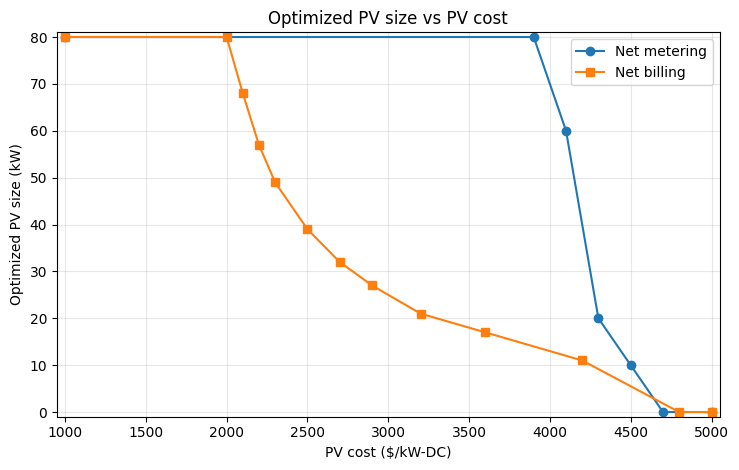 Optimized PV size vs PV cost
Net metering
Net billing
Optimized PV size (kW)
80
70
60
50
40
30
20
10
0
1000 1500 2000 2500 3000 3500 4000 4500 5000
PV cost ($/kW-DC)